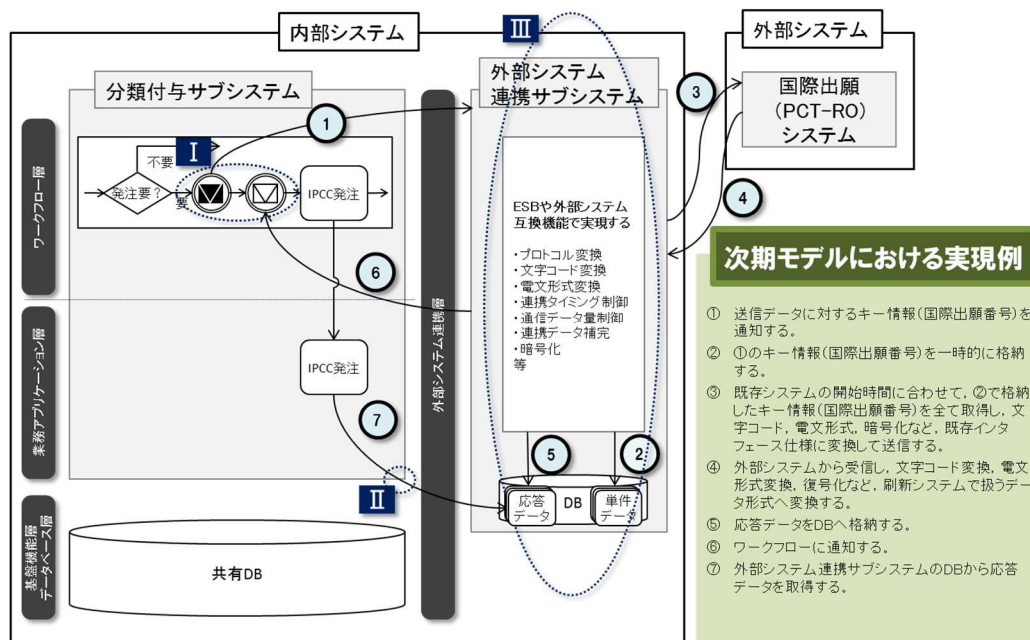 内部システム
Ⅲ
外部システム
分類付与サブシステム
外部システム
連携サブシステム
国際出願
(PCT-RO)
システム
①
③
④
Ⅰ
不要
発注要?
要
IPCC発注
ワークフロー層
ESBや外部システム
互換機能で実現する
・プロトコル変換
・文字コード変換
・電文形式変換
・連携タイミング制御
・通信データ量制御
・連携データ補完
・暗号化
等
⑥
外部システム連携層
業務アプリケーション層
IPCC発注
⑦
⑤
②
Ⅱ
応答
データ
DB
単件
データ
基盤機能層
データベース層
共有DB
次期モデルにおける実現例
① 送信データに対するキー情報(国際出願番号)を
通知する。
② ①のキー情報(国際出願番号)を一時的に格納
する。
③ 既存システムの開始時間に合わせて,②で格納
したキー情報(国際出願番号)を全て取得し,文
字コード,電文形式,暗号化など,既存インタ
フェース仕様に変換して送信する。
④ 外部システムから受信し,文字コード変換,電文
形式変換,復号化など,刷新システムで扱うデー
タ形式へ変換する。
⑤ 応答データをDBへ格納する。
⑥ ワークフローに通知する。
⑦ 外部システム連携サブシステムのDBから応答
データを取得する。